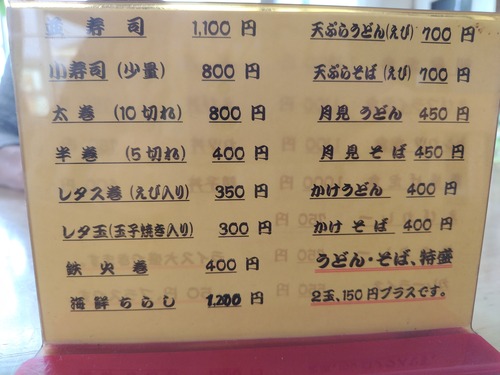 寿司 1,100 円
小寿司 (少量) 800 円
太巻 (10切れ) 800 円
半巻 (5切れ) 400 円
レタス巻(えび入り) 350 円
レタ玉(玉子焼き入り) 300 円
鉄火巻 400 円
海鮮ちらし 1,200 円
天ぷらうどん(えび) 700 円
天ぷらそば (えび) 700 円
月見 うどん 450 円
月見 そば 450 円
かけうどん 400 円
かけ そば 400 円
うどん・そば、特盛
2玉、150円プラスです。